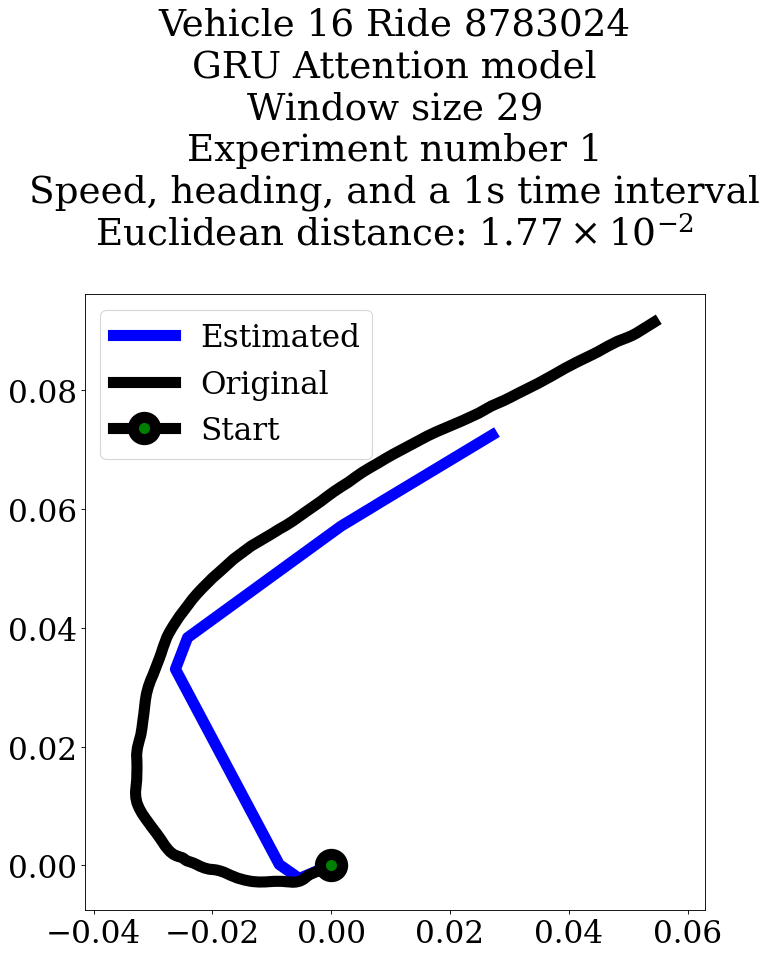 Vehicle 16 Ride 8783024
GRU Attention model
Window size 29
Experiment number 1
Speed, heading, and a 1s time interval
Euclidean distance: 1.77 × 10⁻²
Estimated
Original
Start
0.08
0.06
0.04
0.02
0.00
−0.04 −0.02 0.00 0.02 0.04 0.06